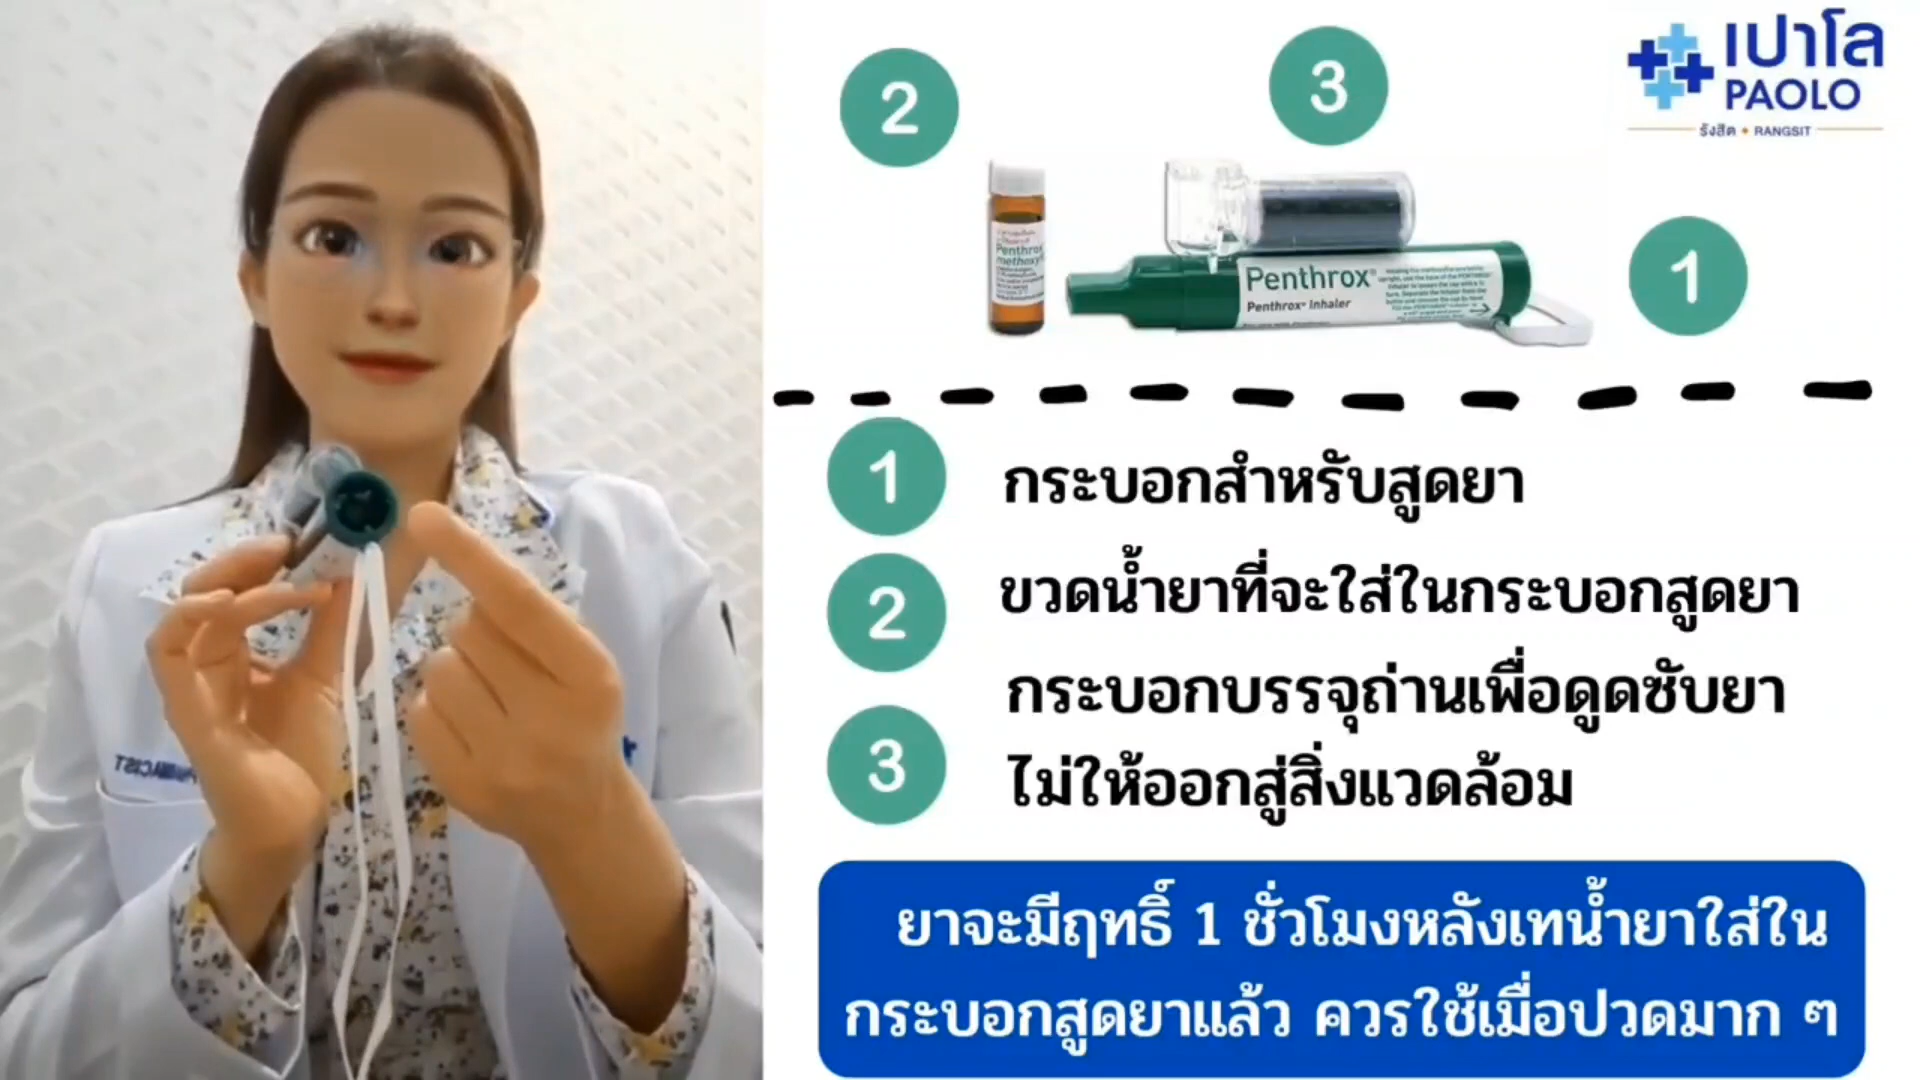 2
3
เปาโล
PAOLO
รังสิต • RANGSIT
1
Penthrox
methoxyf
Penthrox®
Penthrox® Inhaler
1 กระบอกสำหรับสูดยา
2 ขวดน้ำยาที่จะใส่ในกระบอกสูดยา
3 กระบอกบรรจุถ่านเพื่อดูดซับยา
ไม่ให้ออกสู่สิ่งแวดล้อม
PHARMACIST
ยาจะมีฤทธิ์ 1 ชั่วโมงหลังเทน้ำยาใส่ใน
กระบอกสูดยาแล้ว ควรใช้เมื่อปวดมาก ๆ